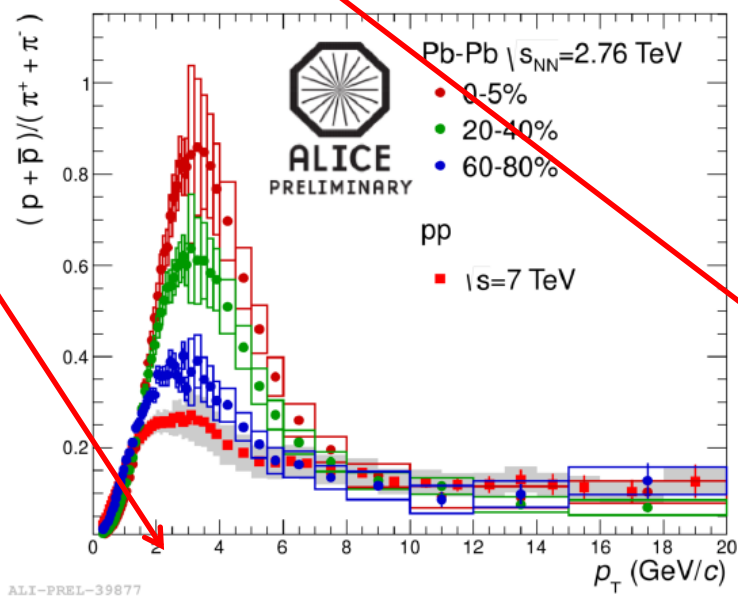 (p + p̅)/(π⁺ + π⁻)
1
0.8
0.6
0.4
0.2
ALICE
PRELIMINARY
Pb-Pb √s_NN=2.76 TeV
0-5%
20-40%
60-80%
pp
√s=7 TeV
0 2 4 6 8 10 12 14 16 18 20
p_T (GeV/c)
ALI-PREL-39877